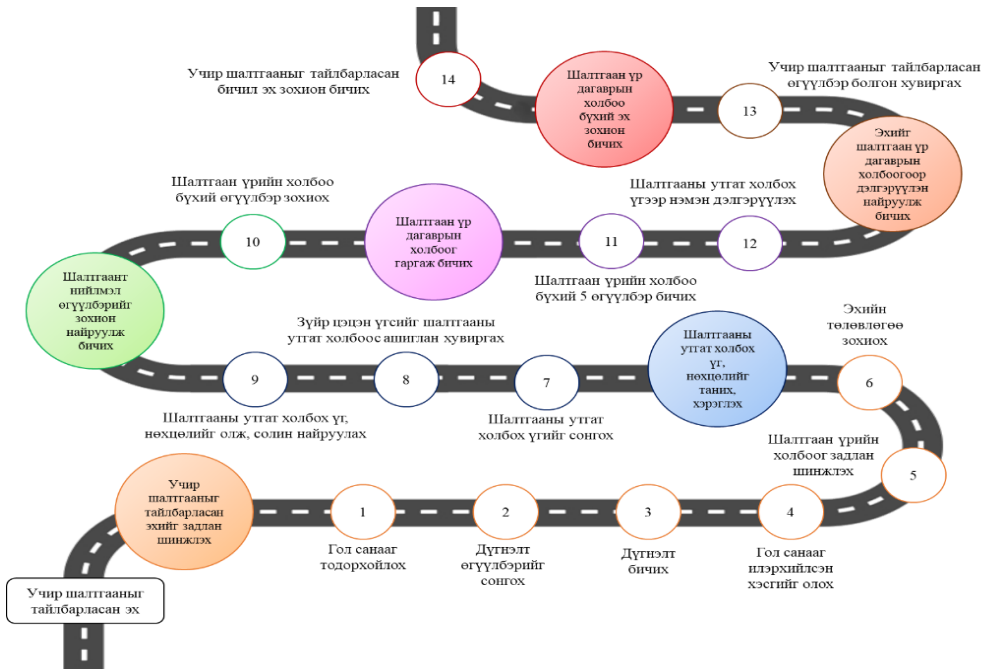 Учир шалтгааныг тайлбарласан
бичил эх зохион бичих
14
Шалтгаан үр
дагаврын
холбоо
бүхий эх
зохион
бичих
Учир шалтгааныг тайлбарласан
өгүүлбэр болгон хувиргах
13
Эхийг
шалтгаан үр
дагаврын
холбоогоор
дэлгэрүүлэн
найруулж
бичих
Шалтгаан үрийн холбоо
бүхий өгүүлбэр зохиох
10
Шалтгаан үр
дагаврын
холбоог
гаргаж бичих
Шалтгааны утгат холбох
үгээр нэмэн дэлгэрүүлэх
11
12
Шалтгаан үрийн холбоо
бүхий 5 өгүүлбэр бичих
Шалтгаант
нийлмэл
өгүүлбэрийг
зохион
найруулж
бичих
Зүйр цэцэн үгсийг шалтгааны
утгат холбоос ашиглан хувиргах
Шалтгааны
утгат холбох
үг,
нөхцөлийг
таних,
хэрэглэх
Эхийн
төлөвлөгөө
зохиох
9
8
7
6
Шалтгааны утгат холбох үг,
нөхцөлийг олж, солин найруулах
Шалтгааны утгат
холбох үгийг сонгох
Шалтгаан үрийн
холбоог задлан
шинжлэх
5
Учир
шалтгааныг
тайлбарласан
эхийг задлан
шинжлэх
1
2
3
4
Гол санааг
тодорхойлох
Дүгнэлт
өгүүлбэрийг
сонгох
Дүгнэлт
бичих
Гол санааг
илэрхийлсэн
хэсгийг олох
Учир шалтгааныг
тайлбарласан эх